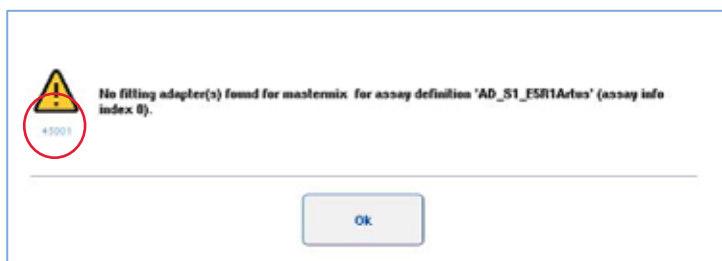 No fitting adapter(s) found for mastermix for assay definition 'AD_S1_ESR1Artus' (assay info
index 0).
Ok